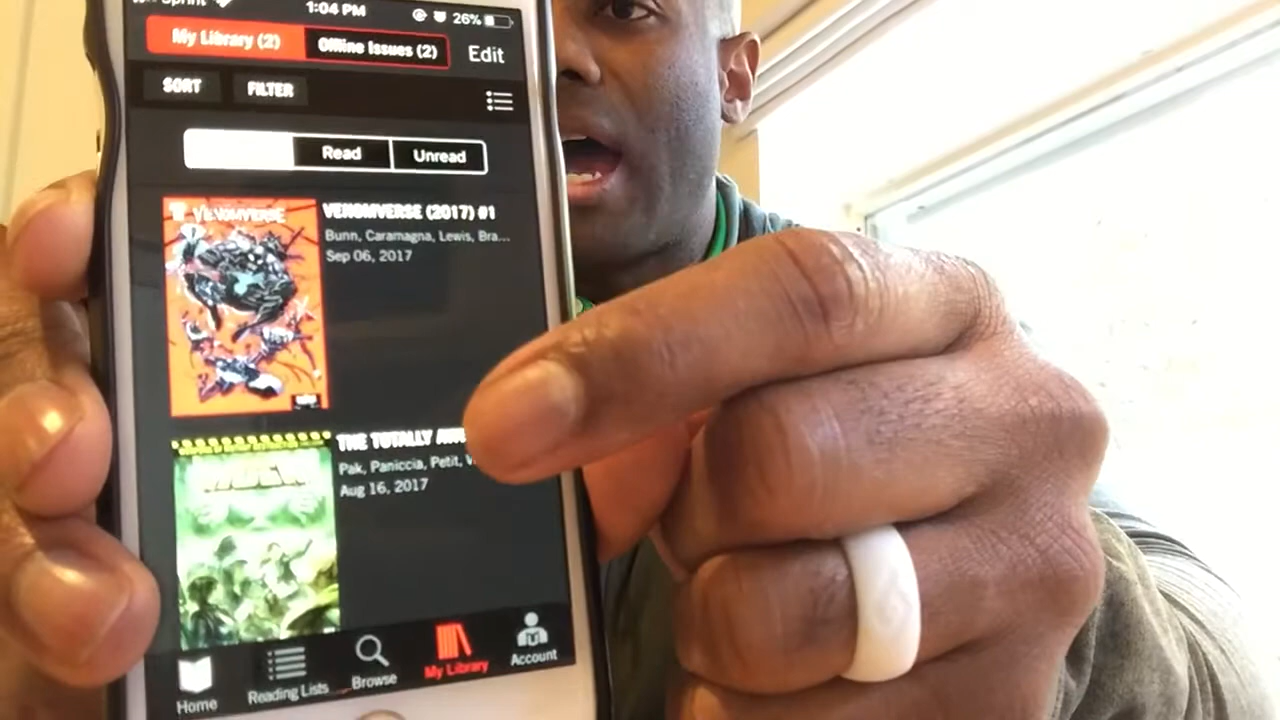 Sprint 1:04 PM 26%
My Library (2) Offline Issues (2) Edit
SORT FILTER
Read Unread
VENOMVERSE
VENOMVERSE (2017) #1
Bunn, Caramagna, Lewis, Bra...
Sep 06, 2017
THE TOTALLY
Pak, Paniccia, Petit,
Aug 16, 2017
Home Reading Lists Browse My Library Account